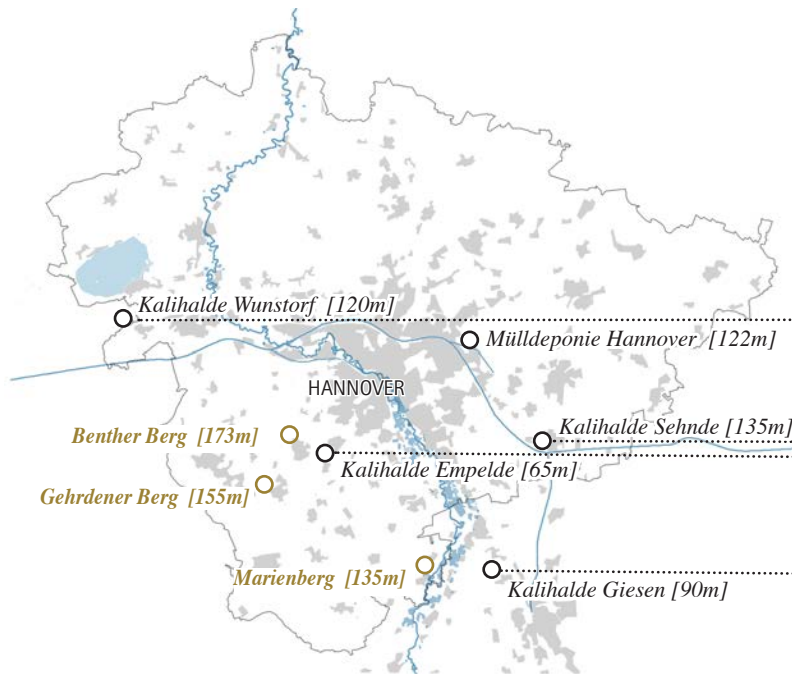 Kalihalde Wunstorf [120m]
Mülldeponie Hannover [122m]
HANNOVER
Kalihalde Sehnde [135m]
Benther Berg [173m]
Kalihalde Empelde [65m]
Gehrdener Berg [155m]
Marienberg [135m]
Kalihalde Giesen [90m]